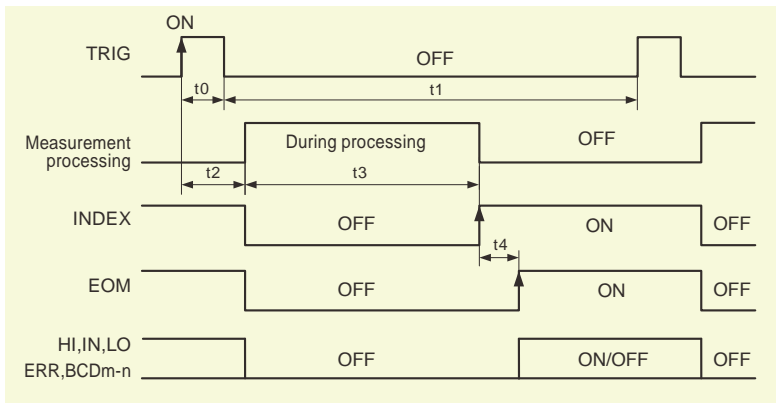 ON
TRIG
OFF
t0
t1
Measurement
processing
During processing
OFF
t2
t3
INDEX
OFF
ON
OFF
t4
EOM
OFF
ON
OFF
HI,IN,LO
ERR,BCDm-n
OFF
ON/OFF
OFF